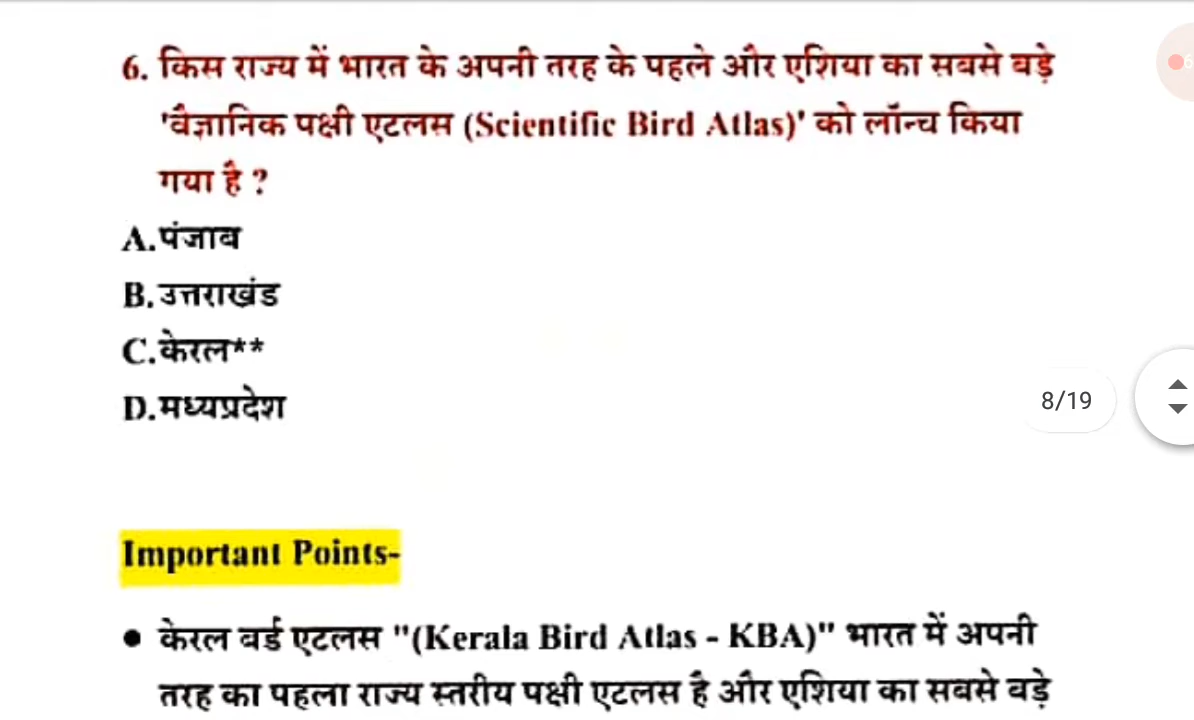 6. किस राज्य में भारत के अपनी तरह के पहले और एशिया का सबसे बड़े
'वैज्ञानिक पक्षी एटलस (Scientific Bird Atlas)' को लॉन्च किया
गया है ?
A.पंजाब
B.उत्तराखंड
C.केरल**
D.मध्यप्रदेश
8/19
Important Points-
● केरल बर्ड एटलस "(Kerala Bird Atlas - KBA)" भारत में अपनी
तरह का पहला राज्य स्तरीय पक्षी एटलस है और एशिया का सबसे बड़े